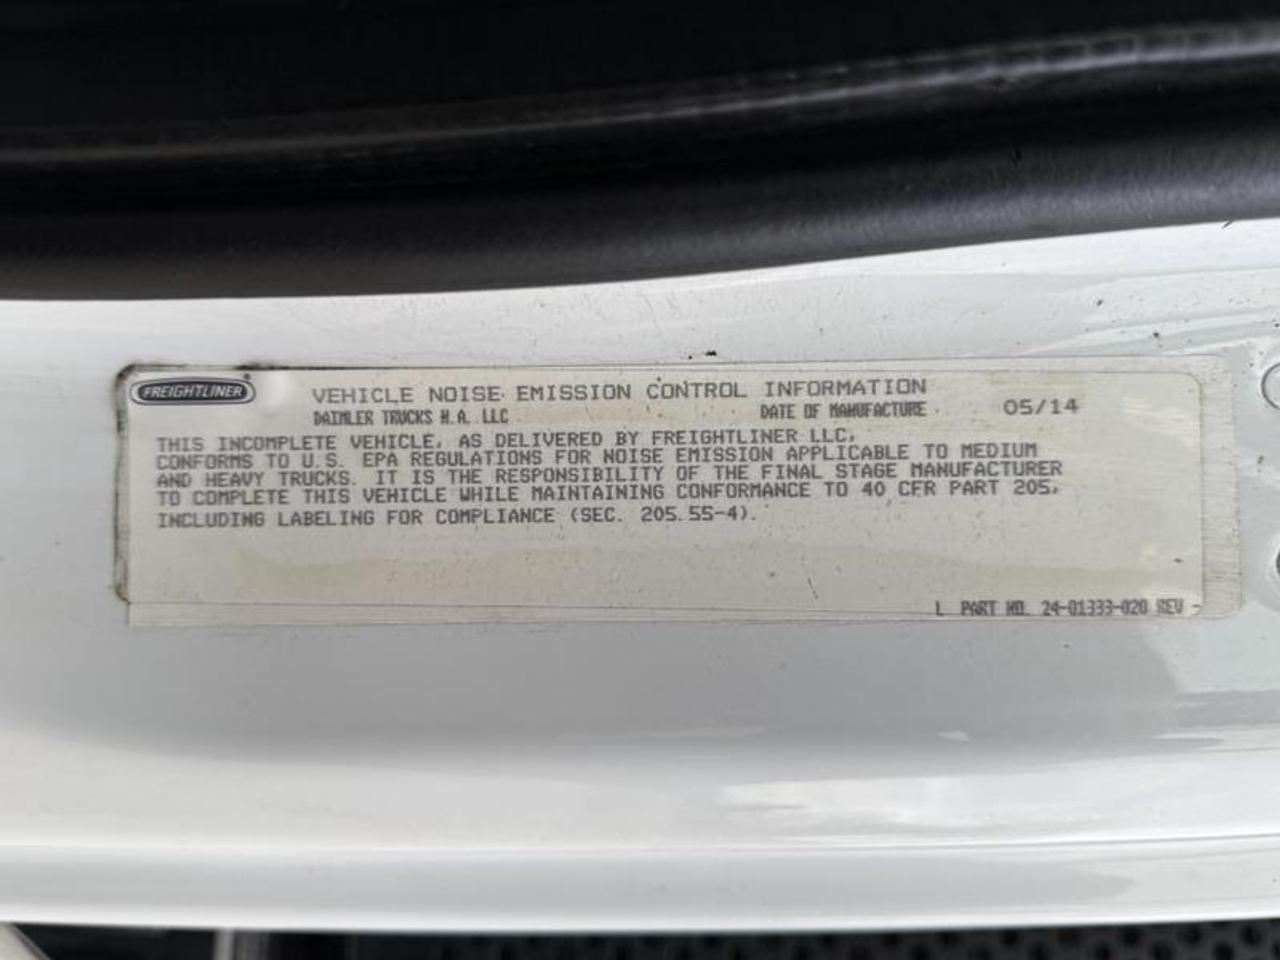 FREIGHTLINER
VEHICLE NOISE EMISSION CONTROL INFORMATION
DAIMLER TRUCKS N.A. LLC DATE OF MANUFACTURE 05/14
THIS INCOMPLETE VEHICLE, AS DELIVERED BY FREIGHTLINER LLC,
CONFORMS TO U.S. EPA REGULATIONS FOR NOISE EMISSION APPLICABLE TO MEDIUM
AND HEAVY TRUCKS. IT IS THE RESPONSIBILITY OF THE FINAL STAGE MANUFACTURER
TO COMPLETE THIS VEHICLE WHILE MAINTAINING CONFORMANCE TO 40 CFR PART 205,
INCLUDING LABELING FOR COMPLIANCE (SEC. 205.55-4).
L PART NO. 24-01333-020 REV -